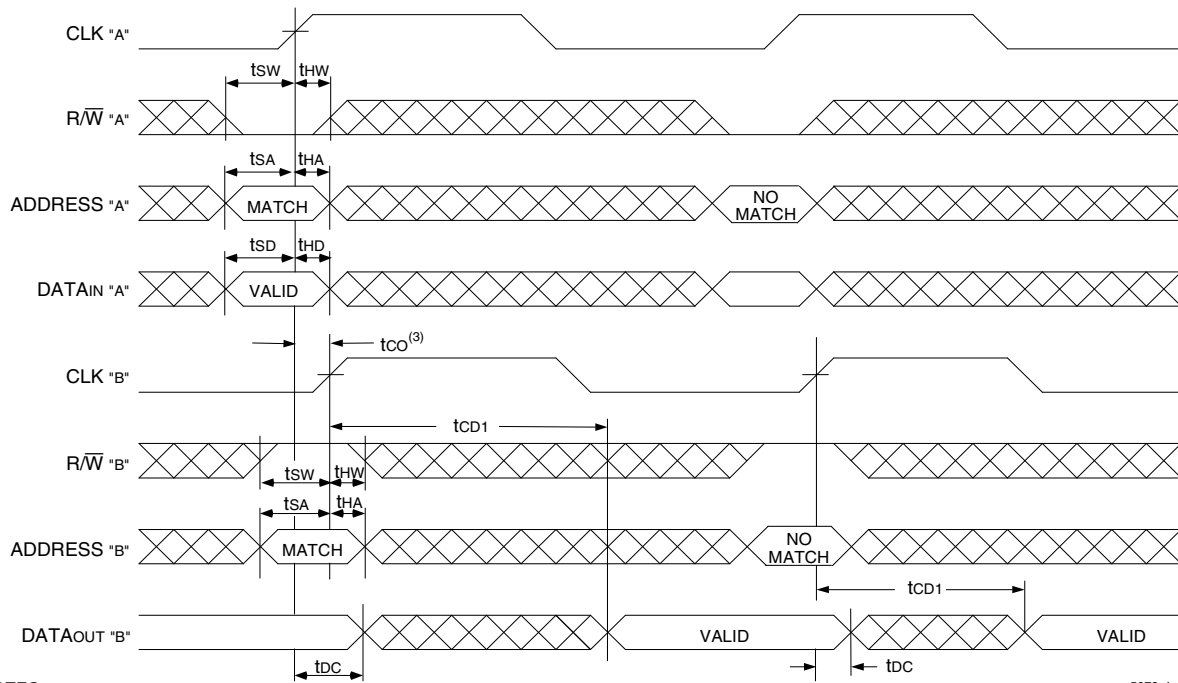 CLK "A"
tSW tHW
R/W̅ "A"
tSA tHA
ADDRESS "A" MATCH NO MATCH
tSD tHD
DATAIN "A" VALID
tCO(3)
CLK "B"
tCD1
R/W̅ "B"
tSW tHW
tSA tHA
ADDRESS "B" MATCH NO MATCH
tCD1
DATAOUT "B" VALID VALID
tDC tDC